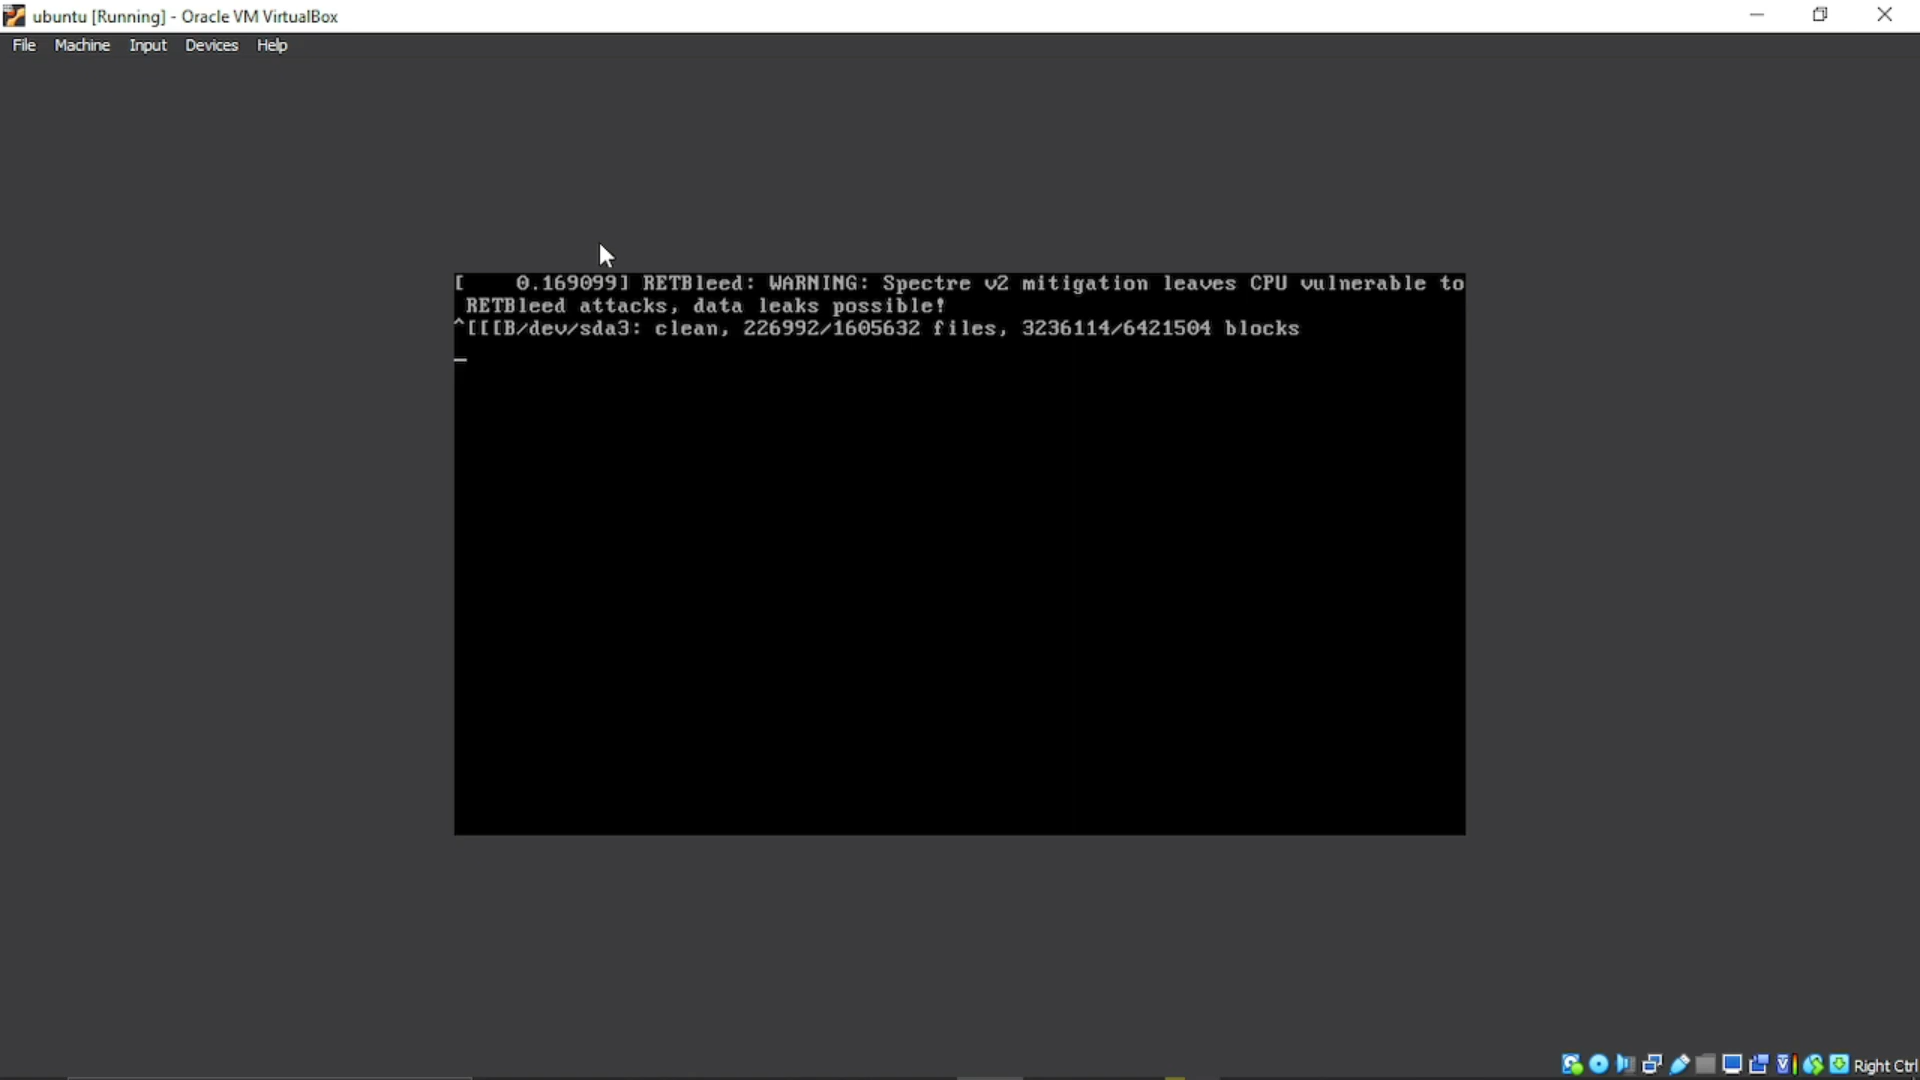 ubuntu [Running] - Oracle VM VirtualBox
File Machine Input Devices Help
[    0.169099] RETBleed: WARNING: Spectre v2 mitigation leaves CPU vulnerable to
 RETBleed attacks, data leaks possible!
^[[[B/dev/sda3: clean, 226992/1605632 files, 3236114/6421504 blocks
_
Right Ctrl